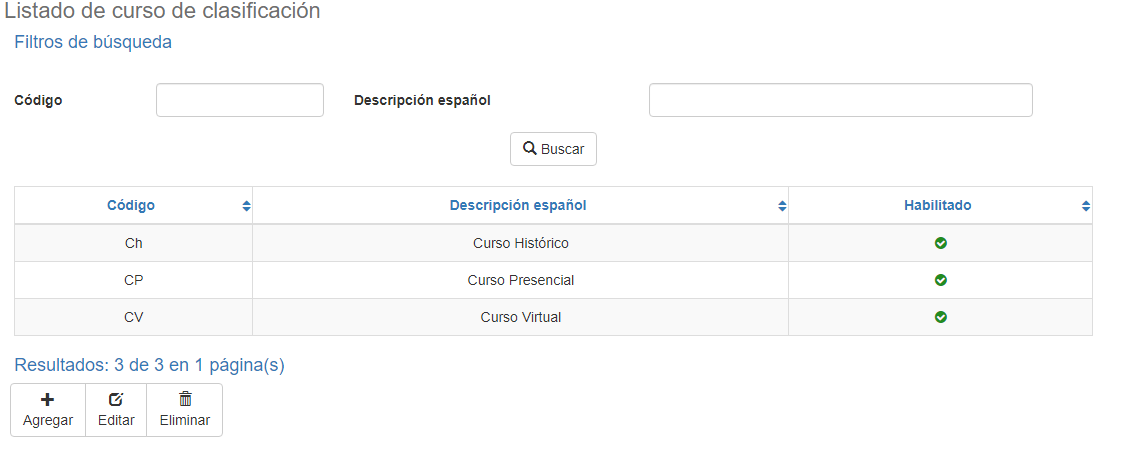 Listado de curso de clasificación
Filtros de búsqueda
Código Descripción español
Buscar
Código Descripción español Habilitado
Ch Curso Histórico
CP Curso Presencial
CV Curso Virtual
Resultados: 3 de 3 en 1 página(s)
Agregar Editar Eliminar